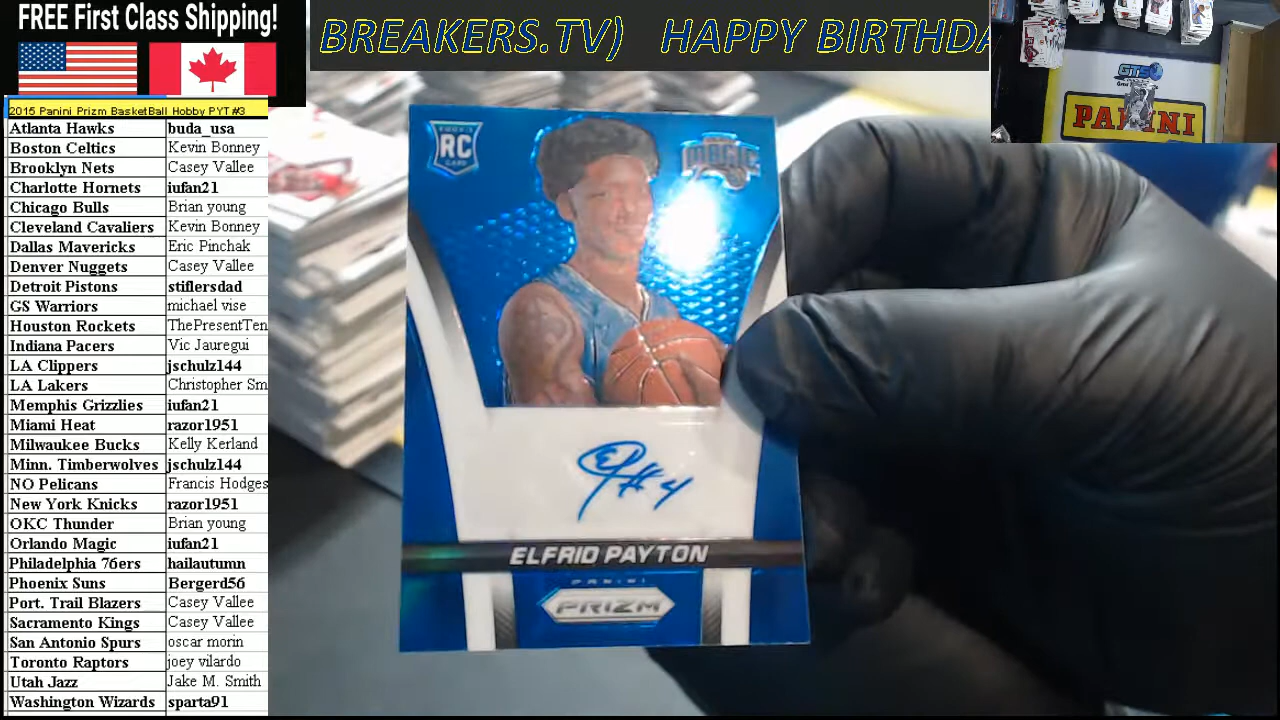 FREE First Class Shipping!
BREAKERS.TV) HAPPY BIRTHDA
2015 Panini Prizm BasketBall Hobby PYT #3
Atlanta Hawks buda_usa
Boston Celtics Kevin Bonney
Brooklyn Nets Casey Vallee
Charlotte Hornets iufan21
Chicago Bulls Brian young
Cleveland Cavaliers Kevin Bonney
Dallas Mavericks Eric Pinchak
Denver Nuggets Casey Vallee
Detroit Pistons stiflersdad
GS Warriors michael vise
Houston Rockets ThePresentTen
Indiana Pacers Vic Jauregui
LA Clippers jschulz144
LA Lakers Christopher Sm
Memphis Grizzlies iufan21
Miami Heat razor1951
Milwaukee Bucks Kelly Kerland
Minn. Timberwolves jschulz144
NO Pelicans Francis Hodges
New York Knicks razor1951
OKC Thunder Brian young
Orlando Magic iufan21
Philadelphia 76ers hailautumn
Phoenix Suns Bergerd56
Port. Trail Blazers Casey Vallee
Sacramento Kings Casey Vallee
San Antonio Spurs oscar morin
Toronto Raptors joey vilardo
Utah Jazz Jake M. Smith
Washington Wizards sparta91
RC
CARD
MAGIC
#4
ELFRID PAYTON
PANINI
PRIZM
GTS
PANINI